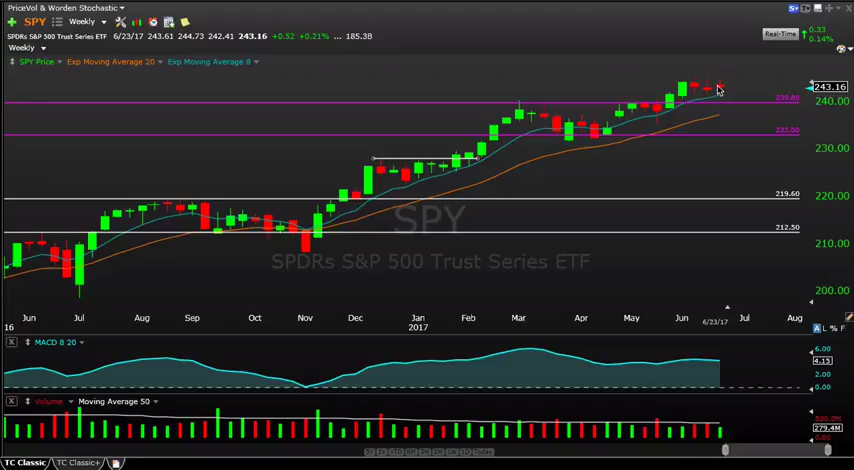 PriceVol & Worden Stochastic
SPY Weekly
SPDRs S&P 500 Trust Series ETF 6/23/17 243.61 244.73 242.41 243.16 +0.52 +0.21% ... 185.38
Real-Time 0.33
0.14%
Weekly
SPY Price Exp Moving Average 20 Exp Moving Average 8
243.16
239.80
240.00
233.00
230.00
219.60
220.00
SPY
212.50
210.00
SPDRs S&P 500 Trust Series ETF
200.00
Jun Jul Aug Sep Oct Nov Dec Jan Feb Mar Apr May Jun 6/23/17 Jul Aug
16 2017
A L % F
X MACD 8 20
6.00
4.15
2.00
0.00
X Volume Moving Average 50
500.0M
279.4M
TC Classic TC Classic+